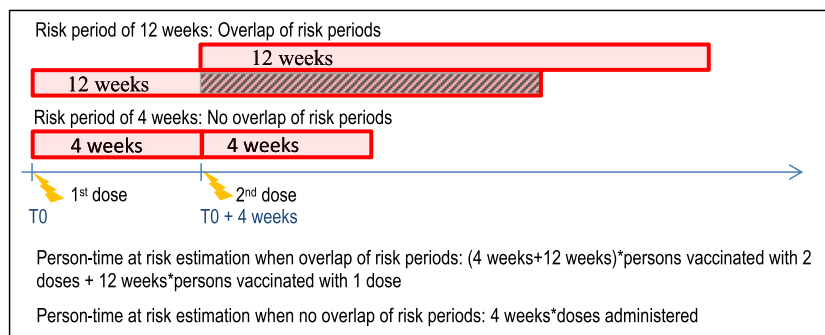 Risk period of 12 weeks: Overlap of risk periods
12 weeks
12 weeks
Risk period of 4 weeks: No overlap of risk periods
4 weeks 4 weeks
1st dose 2nd dose
T0 T0 + 4 weeks
Person-time at risk estimation when overlap of risk periods: (4 weeks+12 weeks)*persons vaccinated with 2
doses + 12 weeks*persons vaccinated with 1 dose
Person-time at risk estimation when no overlap of risk periods: 4 weeks*doses administered